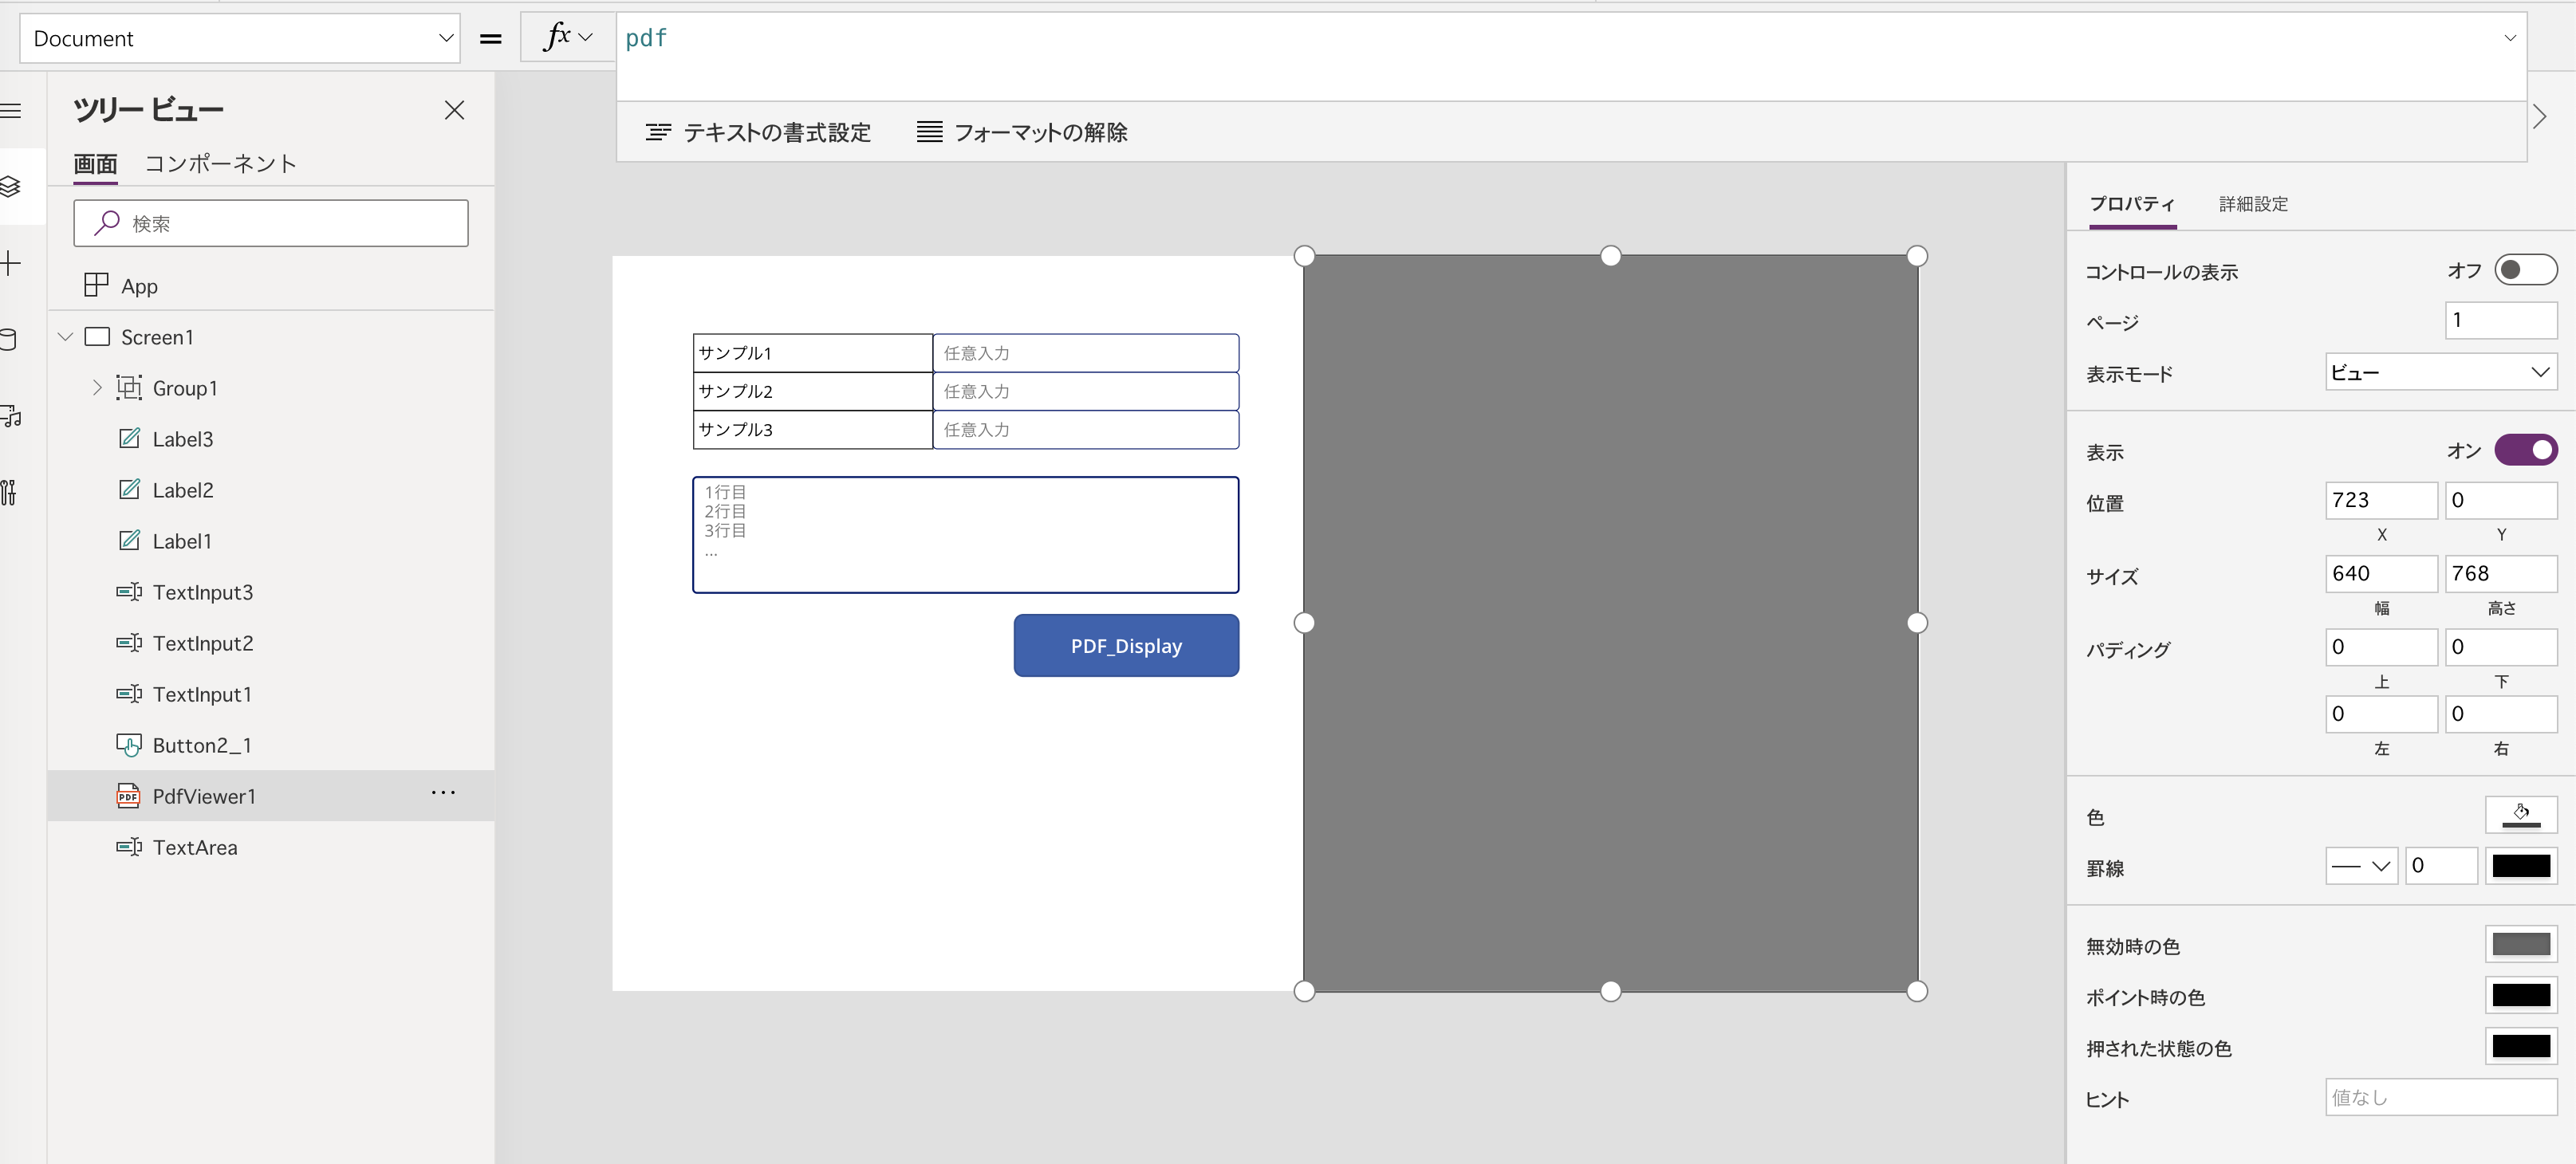 Document
=
fx
pdf
テキストの書式設定
フォーマットの解除
ツリー ビュー
画面
コンポーネント
検索
App
Screen1
Group1
Label3
Label2
Label1
TextInput3
TextInput2
TextInput1
Button2_1
PDF
PdfViewer1
...
TextArea
サンプル1
任意入力
サンプル2
任意入力
サンプル3
任意入力
1行目
2行目
3行目
...
PDF_Display
プロパティ
詳細設定
コントロールの表示
オフ
ページ
1
表示モード
ビュー
表示
オン
位置
723
0
X
Y
サイズ
640
768
幅
高さ
パディング
0
0
上
下
0
0
左
右
色
罫線
0
無効時の色
ポイント時の色
押された状態の色
ヒント
値なし